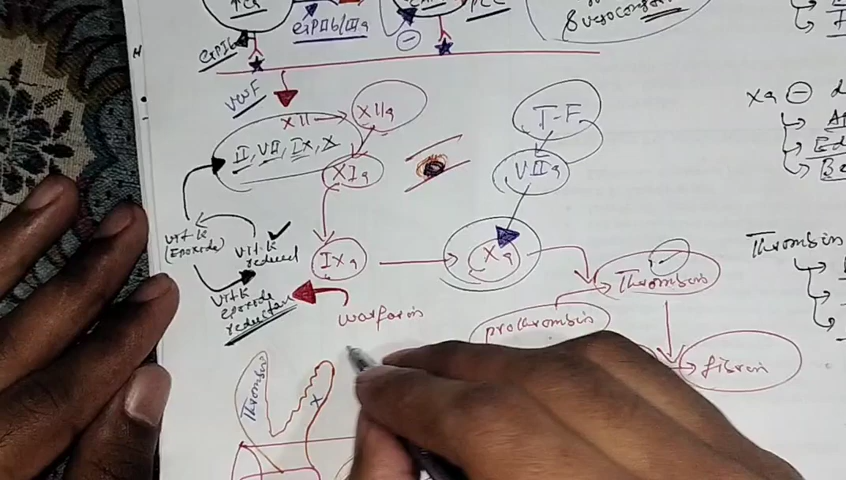 GPIIb/IIIa
GPIb
VWF
XII
XIIa
T-F
II, VII, IX, X
XIa
VIIa
Vit-k
(Epoxide)
Vit-k
reduced
IXa
Xa
Thrombin
Vit-k
epoxide
reductase
warfarin
prothrombin
fibrin
Thrombin
X
Xa
Thrombin